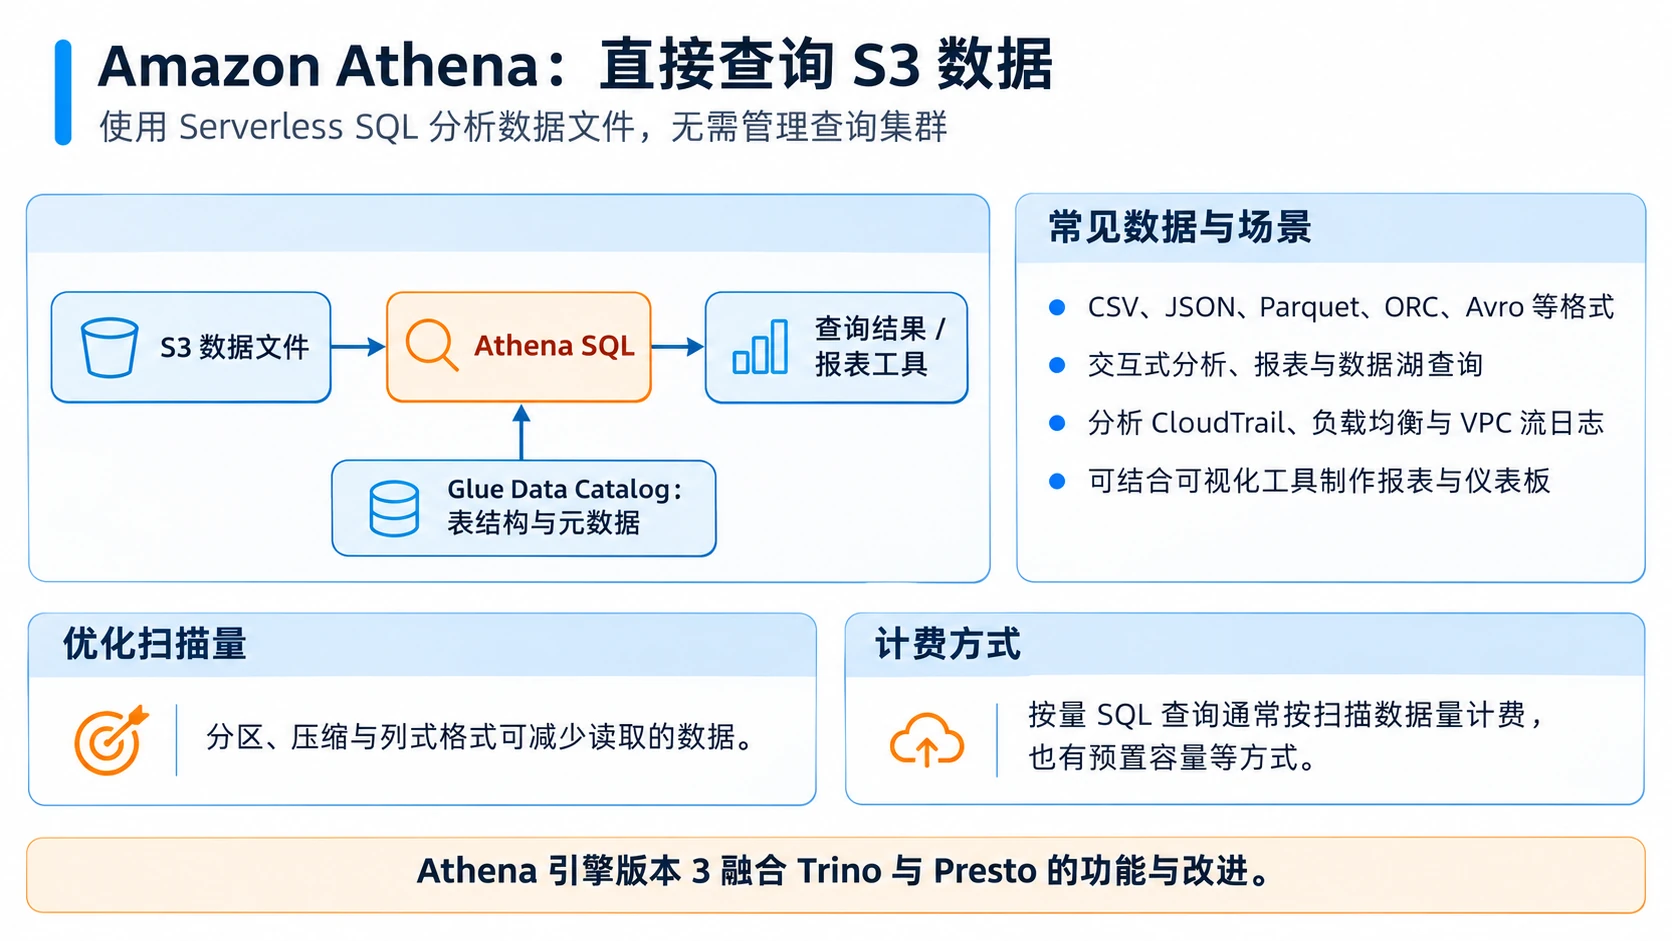 Amazon Athena：直接查询 S3 数据
使用 Serverless SQL 分析数据文件，无需管理查询集群
S3 数据文件
Athena SQL
查询结果 /
报表工具
Glue Data Catalog：
表结构与元数据
常见数据与场景
CSV、JSON、Parquet、ORC、Avro 等格式
交互式分析、报表与数据湖查询
分析 CloudTrail、负载均衡与 VPC 流日志
可结合可视化工具制作报表与仪表板
优化扫描量
分区、压缩与列式格式可减少读取的数据。
计费方式
按量 SQL 查询通常按扫描数据量计费，
也有预置容量等方式。
Athena 引擎版本 3 融合 Trino 与 Presto 的功能与改进。